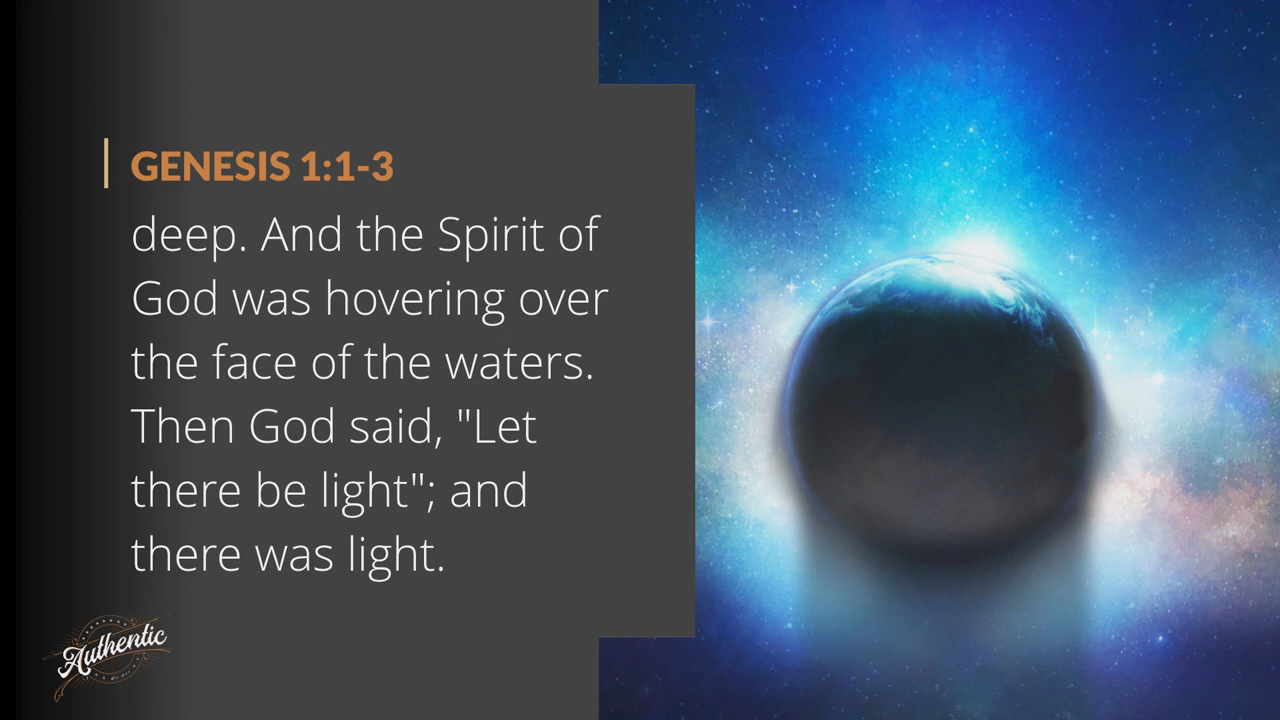 GENESIS 1:1-3
deep. And the Spirit of
God was hovering over
the face of the waters.
Then God said, "Let
there be light"; and
there was light.
Authentic